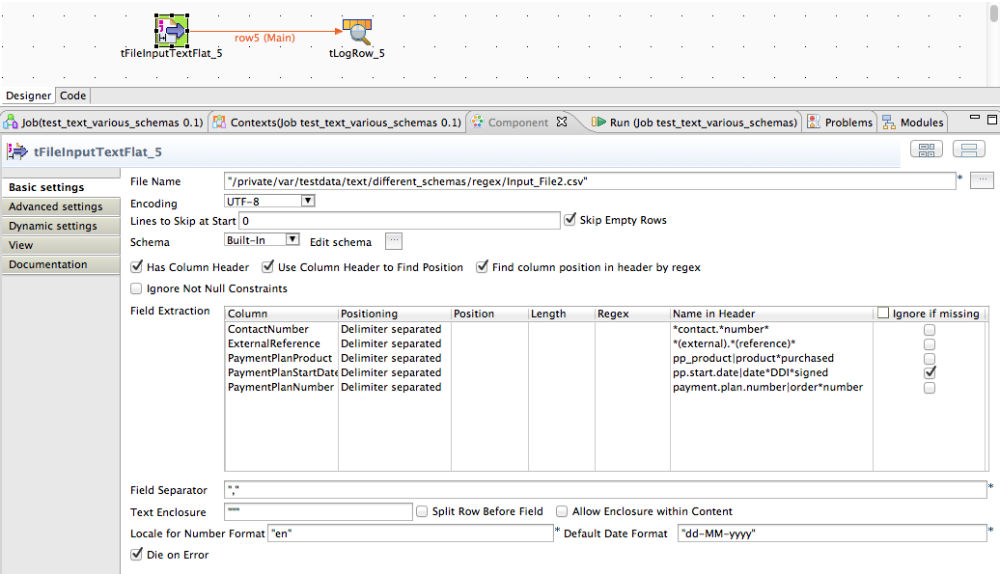 row5 (Main)
tFileInputTextFlat_5
tLogRow_5
Designer
Code
Job(test_text_various_schemas 0.1)
Contexts(Job test_text_various_schemas 0.1)
Component
Run (Job test_text_various_schemas)
Problems
Modules
tFileInputTextFlat_5
Basic settings
Advanced settings
Dynamic settings
View
Documentation
File Name "/private/var/testdata/text/different_schemas/regex/Input_File2.csv" * ...
Encoding UTF-8
Lines to Skip at Start 0 Skip Empty Rows
Schema Built-In Edit schema ...
Has Column Header Use Column Header to Find Position Find column position in header by regex
Ignore Not Null Constraints
Field Extraction
Column Positioning Position Length Regex Name in Header Ignore if missing
ContactNumber Delimiter separated *contact.*number*
ExternalReference Delimiter separated *(external).*(reference)*
PaymentPlanProduct Delimiter separated pp_product|product*purchased
PaymentPlanStartDate Delimiter separated pp.start.date|date*DDI*signed
PaymentPlanNumber Delimiter separated payment.plan.number|order*number
Field Separator "," *
Text Enclosure """ Split Row Before Field Allow Enclosure within Content
Locale for Number Format "en" * Default Date Format "dd-MM-yyyy" *
Die on Error